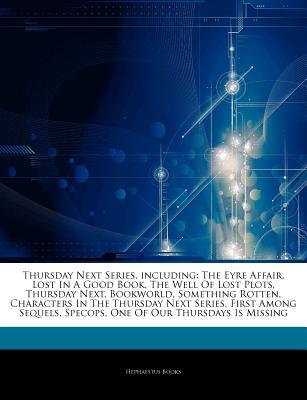 Thursday Next Series, including: The Eyre Affair,
Lost In A Good Book, The Well Of Lost Plots,
Thursday Next, Bookworld, Something Rotten,
Characters In The Thursday Next Series, First Among
Sequels, Specops, One Of Our Thursdays Is Missing
Hephaestus Books